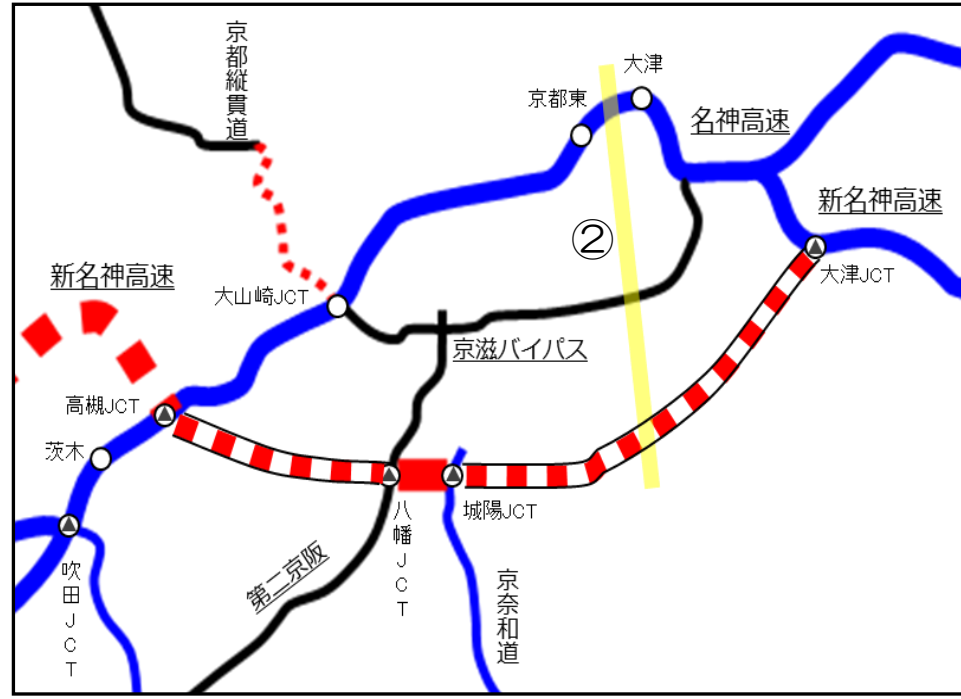 京都縦貫道
大津
京都東
名神高速
新名神高速
②
大津JCT
新名神高速
大山崎JCT
京滋バイパス
高槻JCT
茨木
八幡JCT
城陽JCT
第二京阪
吹田JCT
京奈和道